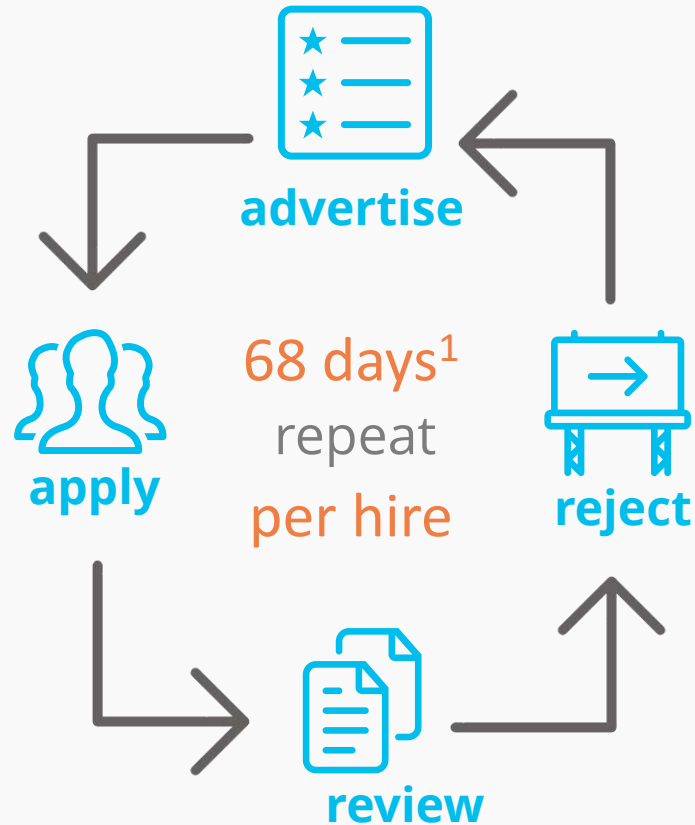 advertise
68 days¹
repeat
per hire
apply
reject
review